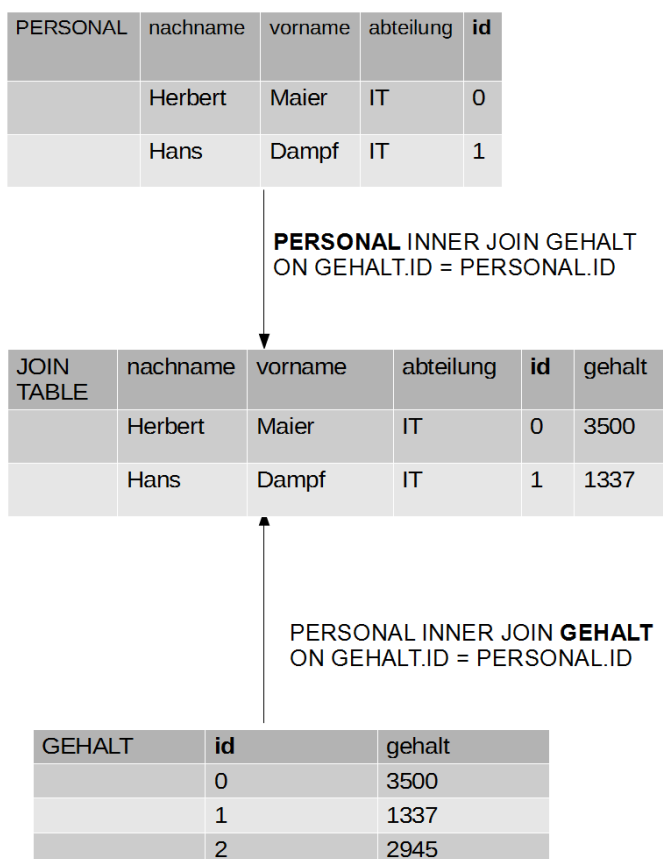 PERSONAL nachname vorname abteilung id
Herbert Maier IT 0
Hans Dampf IT 1
PERSONAL INNER JOIN GEHALT
ON GEHALT.ID = PERSONAL.ID
JOIN TABLE nachname vorname abteilung id gehalt
Herbert Maier IT 0 3500
Hans Dampf IT 1 1337
PERSONAL INNER JOIN GEHALT
ON GEHALT.ID = PERSONAL.ID
GEHALT id gehalt
0 3500
1 1337
2 2945